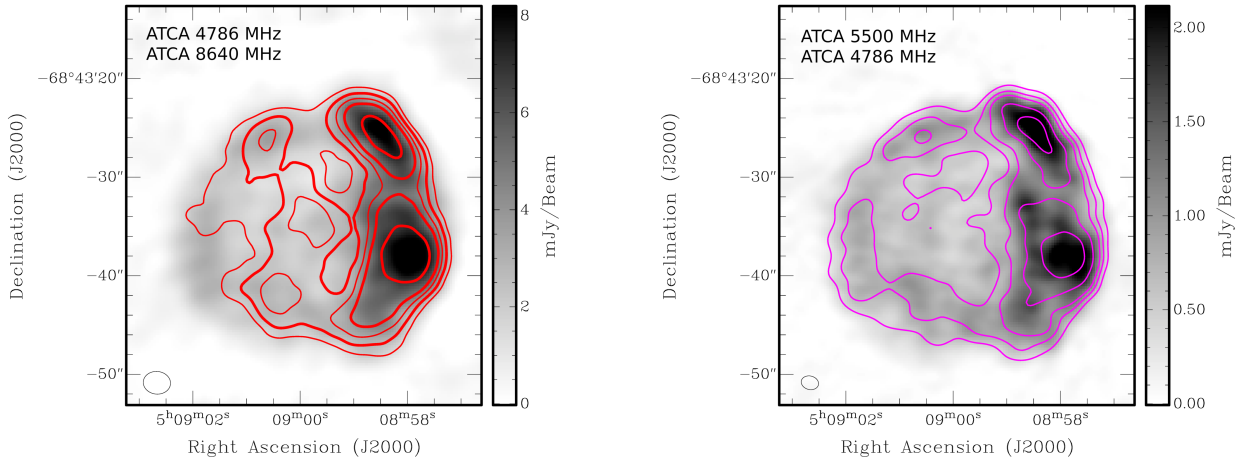 ATCA 4786 MHz
ATCA 8640 MHz
Declination (J2000)
−68°43′20″
−30″
−40″
−50″
5ʰ09ᵐ02ˢ
09ᵐ00ˢ
08ᵐ58ˢ
Right Ascension (J2000)
8
6
4
2
0
mJy/Beam
ATCA 5500 MHz
ATCA 4786 MHz
Declination (J2000)
−68°43′20″
−30″
−40″
−50″
5ʰ09ᵐ02ˢ
09ᵐ00ˢ
08ᵐ58ˢ
Right Ascension (J2000)
2.00
1.50
1.00
0.50
0.00
mJy/Beam